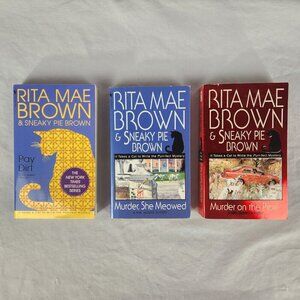 RITA MAE
BROWN
& SNEAKY PIE BROWN
Pay
Dirt
THE
NEW YORK
TIMES
BESTSELLING
SERIES
RITA MAE
BROWN
& SNEAKY PIE
BROWN
It Takes a Cat to Write the Purr-fect Mystery
Murder, She Meowed
RITA MAE
BROWN
& SNEAKY PIE
BROWN
It Takes a Cat to Write the Purr-fect Mystery
Murder on the Prowl